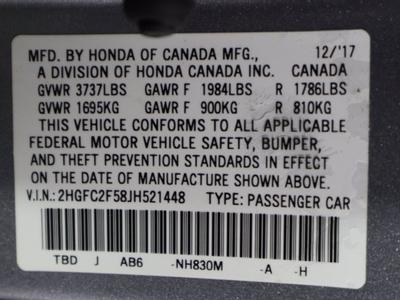 MFD. BY HONDA OF CANADA MFG., 12/'17
A DIVISION OF HONDA CANADA INC. CANADA
GVWR 3737LBS GAWR F 1984LBS R 1786LBS
GVWR 1695KG GAWR F 900KG R 810KG
THIS VEHICLE CONFORMS TO ALL APPLICABLE
FEDERAL MOTOR VEHICLE SAFETY, BUMPER,
AND THEFT PREVENTION STANDARDS IN EFFECT
ON THE DATE OF MANUFACTURE SHOWN ABOVE.
V.I.N.: 2HGFC2F58JH521448 TYPE: PASSENGER CAR
TBD J AB6 -NH830M -A -H